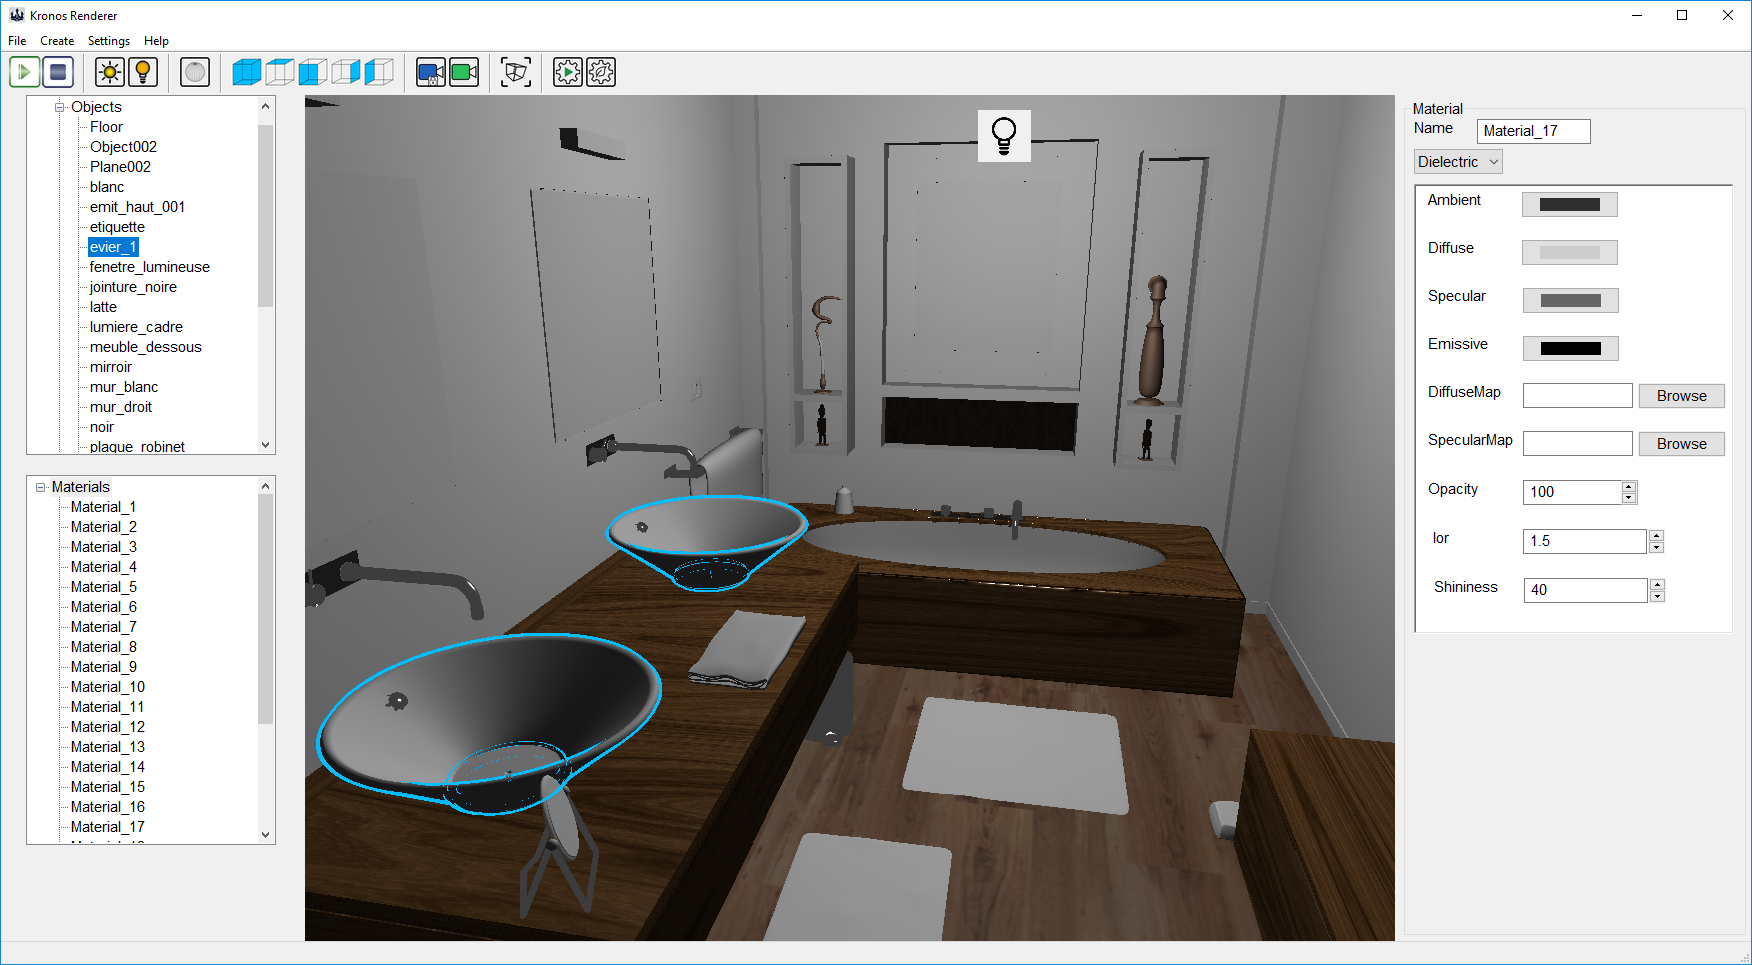 Kronos Renderer
File Create Settings Help
Objects
Floor
Object002
Plane002
blanc
emit_haut_001
etiquette
evier_1
fenetre_lumineuse
jointure_noire
latte
lumiere_cadre
meuble_dessous
mirroir
mur_blanc
mur_droit
noir
plaque_robinet
Materials
Material_1
Material_2
Material_3
Material_4
Material_5
Material_6
Material_7
Material_8
Material_9
Material_10
Material_11
Material_12
Material_13
Material_14
Material_15
Material_16
Material_17
Material
Name Material_17
Dielectric
Ambient
Diffuse
Specular
Emissive
DiffuseMap Browse
SpecularMap Browse
Opacity 100
Ior 1.5
Shininess 40